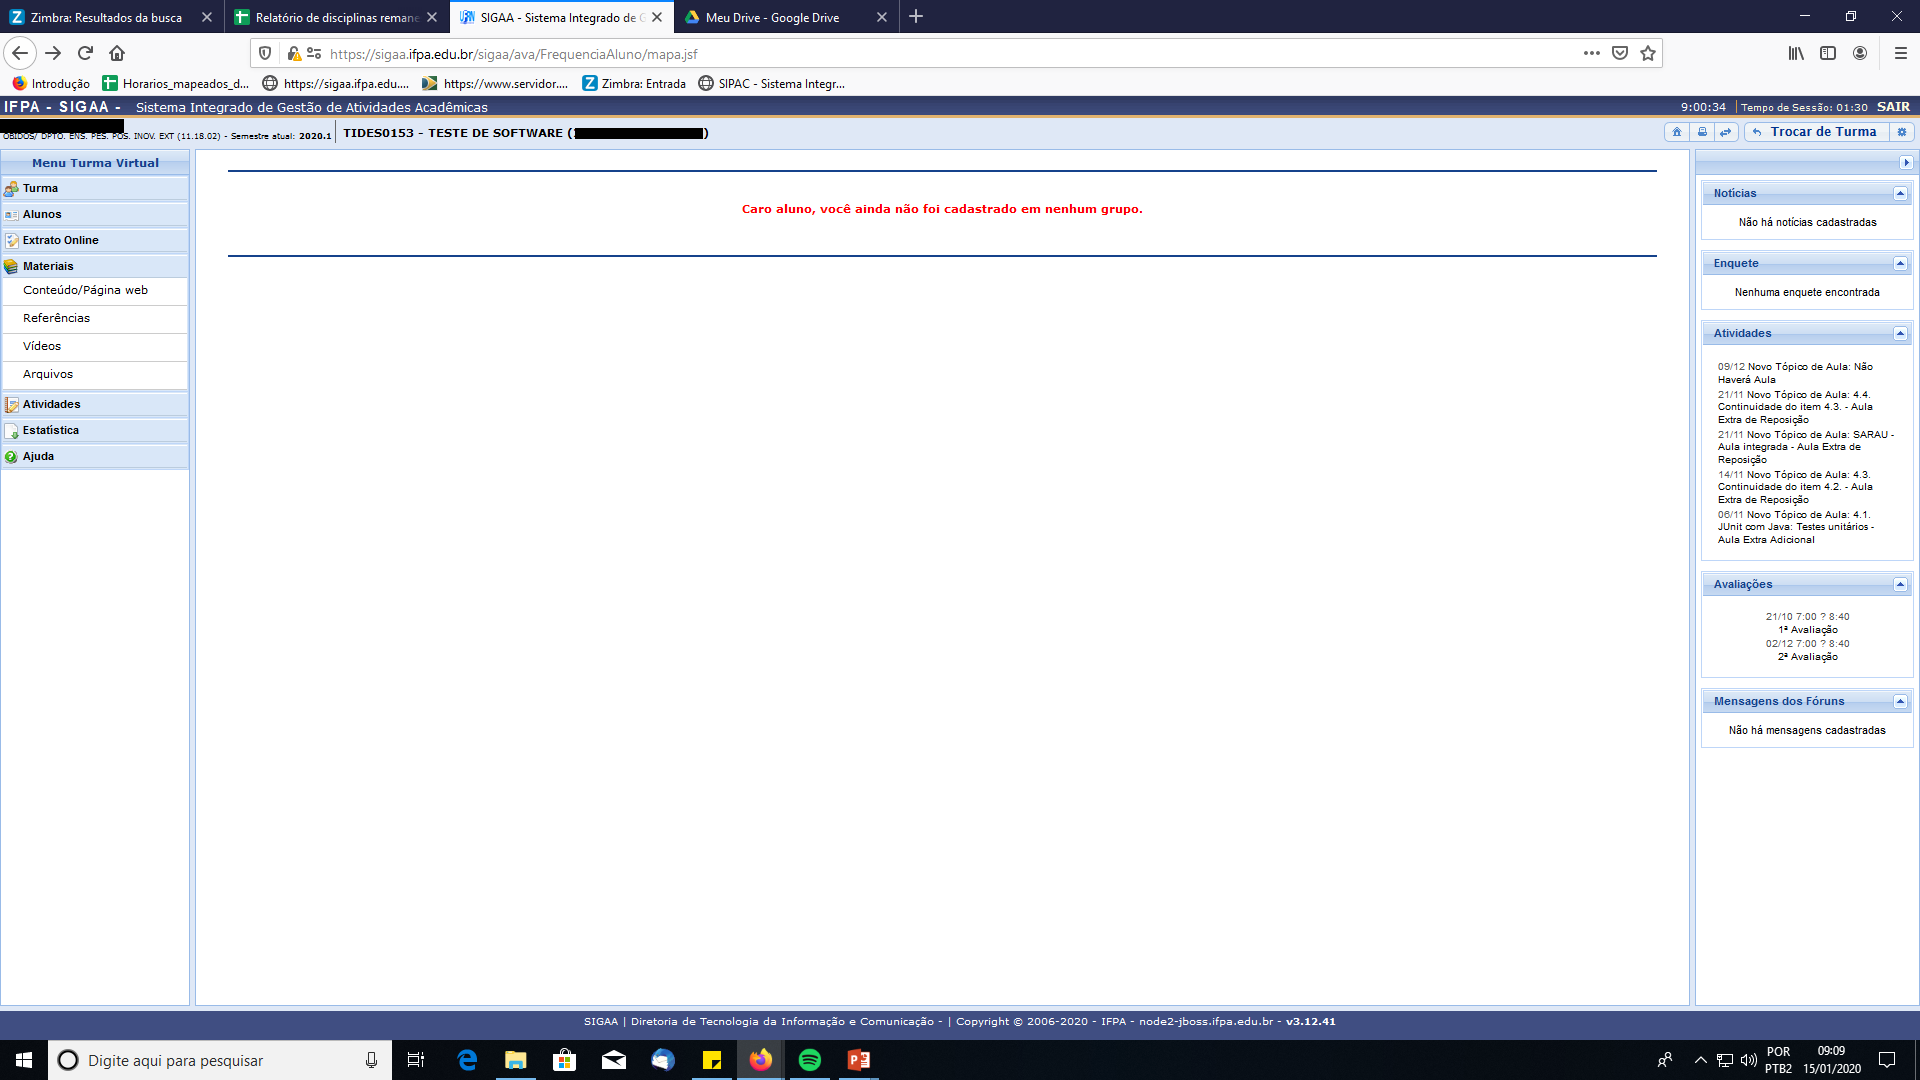 Zimbra: Resultados da busca
Relatório de disciplinas remane
SIGAA - Sistema Integrado de G
Meu Drive - Google Drive
https://sigaa.ifpa.edu.br/sigaa/ava/FrequenciaAluno/mapa.jsf
Introdução
Horarios_mapeados_d...
https://sigaa.ifpa.edu....
https://www.servidor....
Zimbra: Entrada
SIPAC - Sistema Integr...
IFPA - SIGAA - Sistema Integrado de Gestão de Atividades Acadêmicas
9:00:34 Tempo de Sessão: 01:30 SAIR
OBIDOS/ DPTO. ENS. PES. POS. INOV. EXT (11.18.02) - Semestre atual: 2020.1
TIDES0153 - TESTE DE SOFTWARE ( )
Trocar de Turma
Menu Turma Virtual
Turma
Alunos
Extrato Online
Materiais
Conteúdo/Página web
Referências
Vídeos
Arquivos
Atividades
Estatística
Ajuda
Caro aluno, você ainda não foi cadastrado em nenhum grupo.
Notícias
Não há notícias cadastradas
Enquete
Nenhuma enquete encontrada
Atividades
09/12 Novo Tópico de Aula: Não
Haverá Aula
21/11 Novo Tópico de Aula: 4.4.
Continuidade do item 4.3. - Aula
Extra de Reposição
21/11 Novo Tópico de Aula: SARAU -
Aula integrada - Aula Extra de
Reposição
14/11 Novo Tópico de Aula: 4.3.
Continuidade do item 4.2. - Aula
Extra de Reposição
06/11 Novo Tópico de Aula: 4.1.
JUnit com Java: Testes unitários -
Aula Extra Adicional
Avaliações
21/10 7:00 ? 8:40
1ª Avaliação
02/12 7:00 ? 8:40
2ª Avaliação
Mensagens dos Fóruns
Não há mensagens cadastradas
SIGAA | Diretoria de Tecnologia da Informação e Comunicação - | Copyright © 2006-2020 - IFPA - node2-jboss.ifpa.edu.br - v3.12.41
Digite aqui para pesquisar
POR
PTB2
09:09
15/01/2020